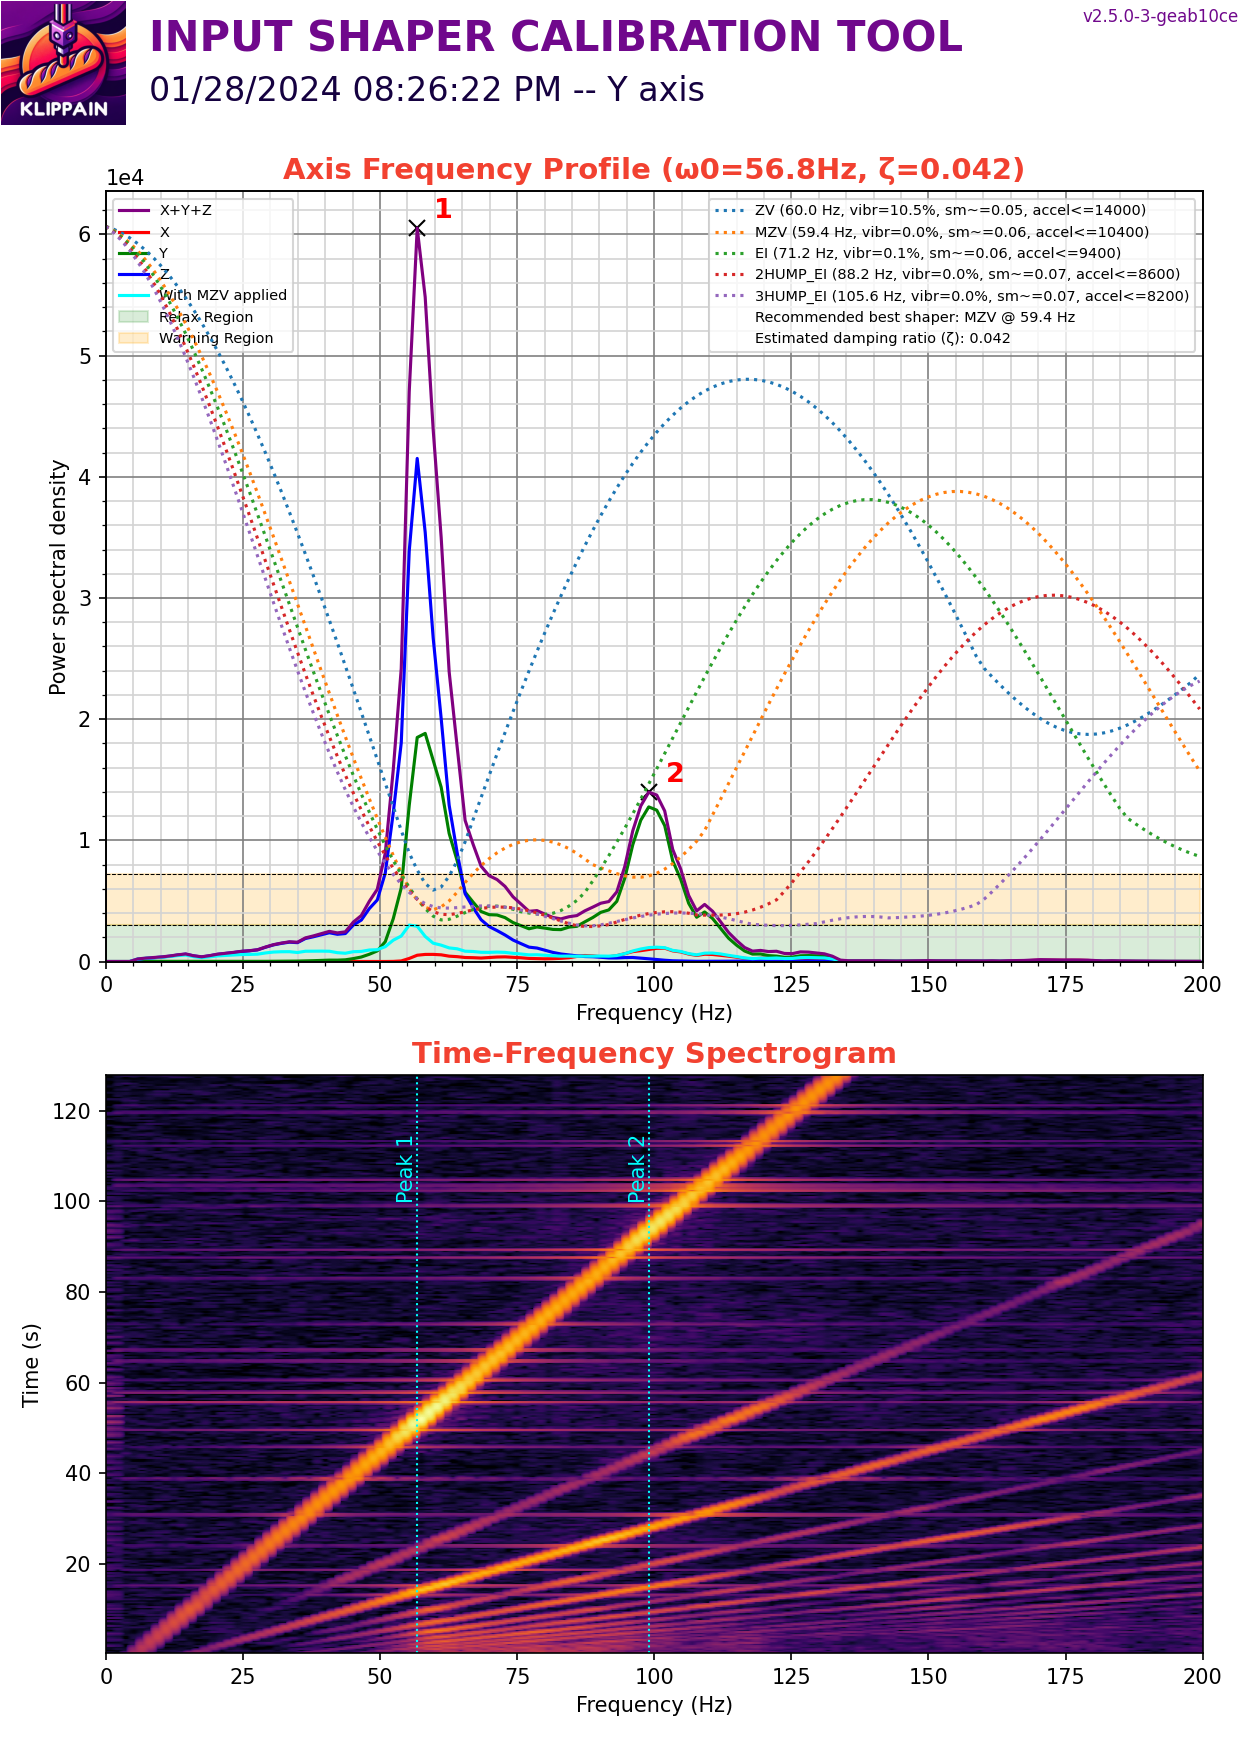 v2.5.0-3-geab10ce
INPUT SHAPER CALIBRATION TOOL
01/28/2024 08:26:22 PM -- Y axis
KLIPPAIN
Axis Frequency Profile (ω0=56.8Hz, ζ=0.042)
1e4
X+Y+Z
X
Y
Z
With MZV applied
Relax Region
Warning Region
ZV (60.0 Hz, vibr=10.5%, sm~=0.05, accel<=14000)
MZV (59.4 Hz, vibr=0.0%, sm~=0.06, accel<=10400)
EI (71.2 Hz, vibr=0.1%, sm~=0.06, accel<=9400)
2HUMP_EI (88.2 Hz, vibr=0.0%, sm~=0.07, accel<=8600)
3HUMP_EI (105.6 Hz, vibr=0.0%, sm~=0.07, accel<=8200)
Recommended best shaper: MZV @ 59.4 Hz
Estimated damping ratio (ζ): 0.042
1
2
6
5
4
3
2
1
0
Power spectral density
0 25 50 75 100 125 150 175 200
Frequency (Hz)
Time-Frequency Spectrogram
Peak 1
Peak 2
120
100
80
60
40
20
Time (s)
0 25 50 75 100 125 150 175 200
Frequency (Hz)